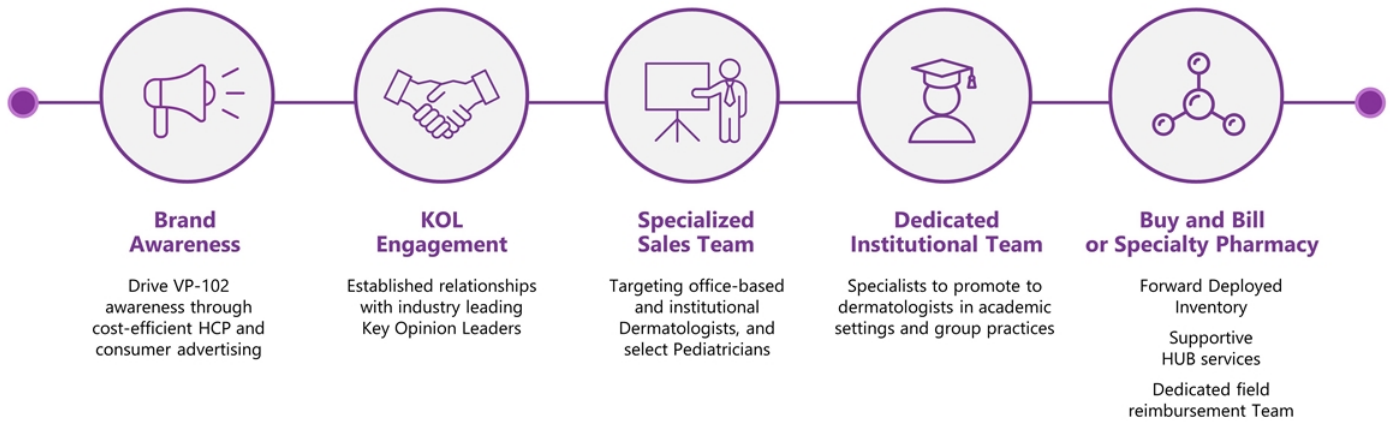 Brand
Awareness
Drive VP-102
awareness through
cost-efficient HCP and
consumer advertising
KOL
Engagement
Established relationships
with industry leading
Key Opinion Leaders
Specialized
Sales Team
Targeting office-based
and institutional
Dermatologists, and
select Pediatricians
Dedicated
Institutional Team
Specialists to promote to
dermatologists in academic
settings and group practices
Buy and Bill
or Specialty Pharmacy
Forward Deployed
Inventory
Supportive
HUB services
Dedicated field
reimbursement Team